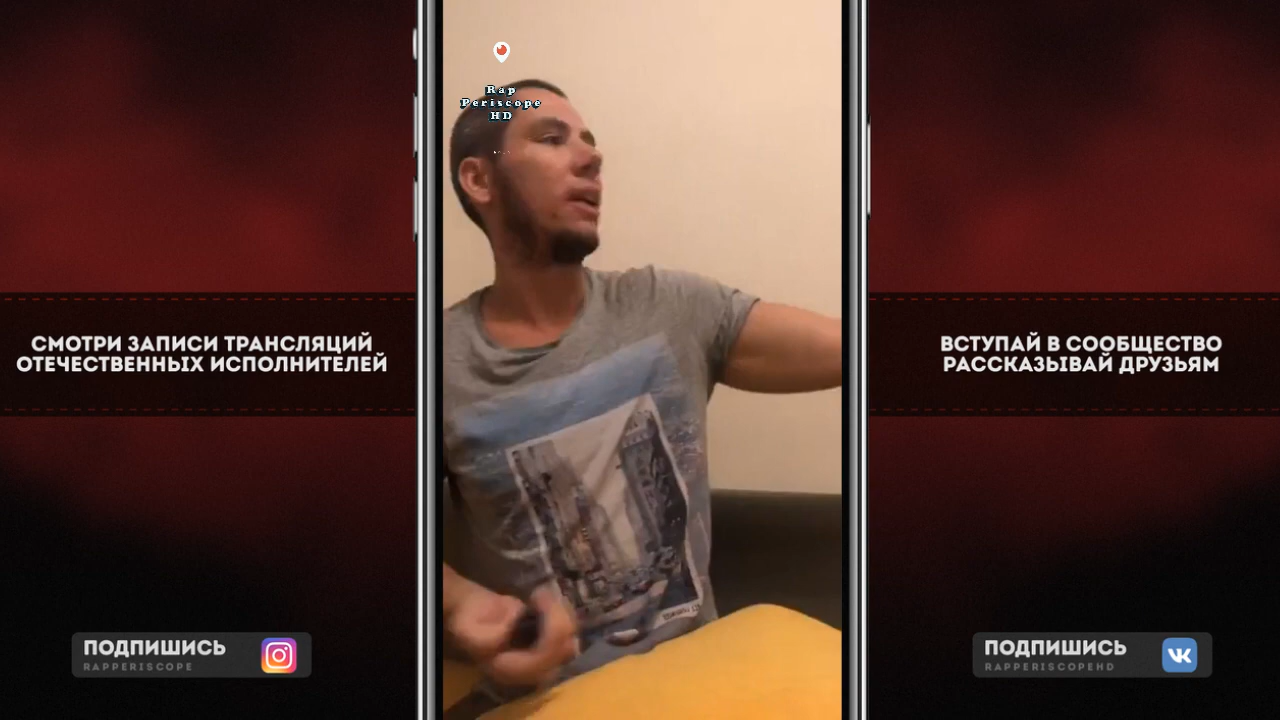 Rap
Periscope
HD
СМОТРИ ЗАПИСИ ТРАНСЛЯЦИЙ
ОТЕЧЕСТВЕННЫХ ИСПОЛНИТЕЛЕЙ
ВСТУПАЙ В СООБЩЕСТВО
РАССКАЗЫВАЙ ДРУЗЬЯМ
ПОДПИШИСЬ
RAPPERISCOPE
ПОДПИШИСЬ
RAPPERISCOPEHD